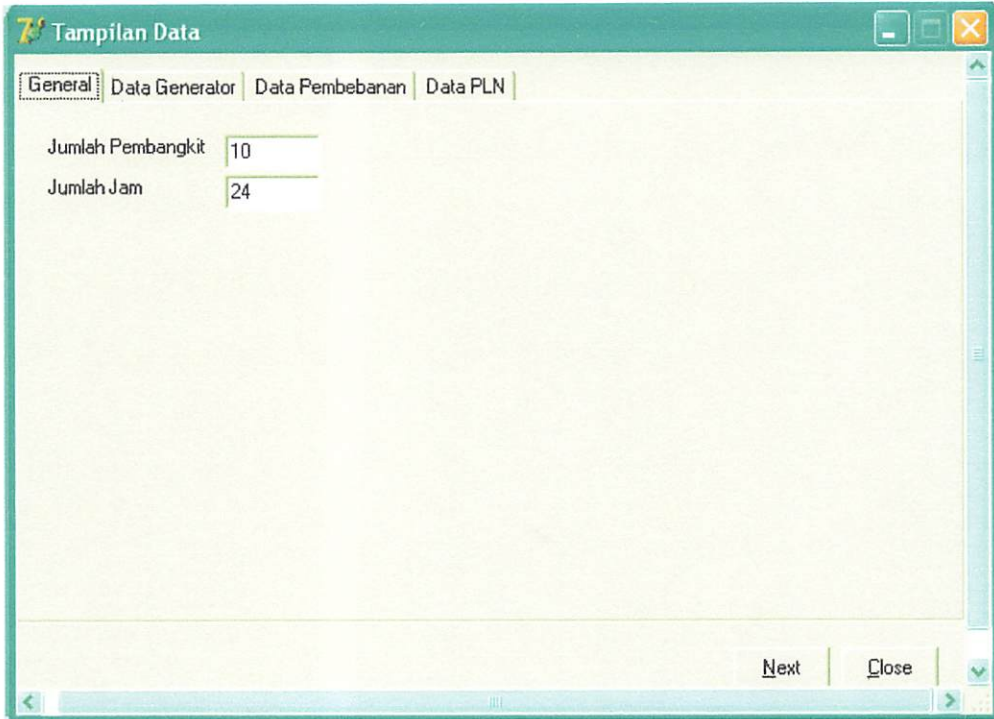 Tampilan Data
General Data Generator Data Pembebanan Data PLN
Jumlah Pembangkit 10
Jumlah Jam 24
Next Close